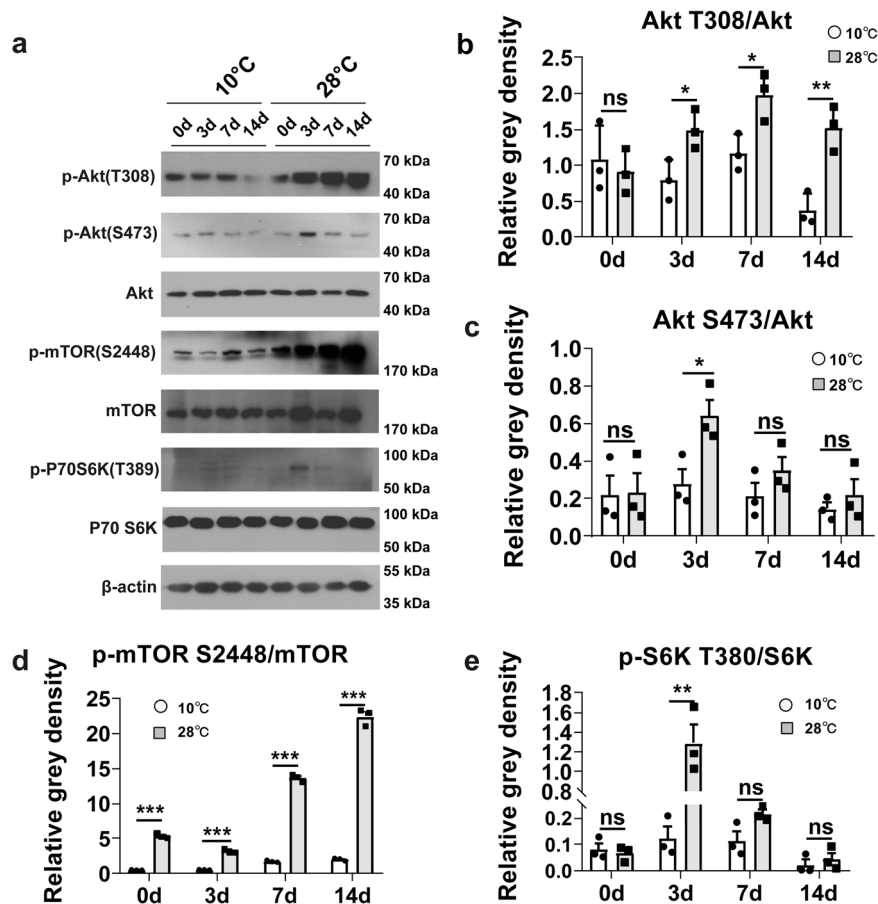 a
10°C 28°C
0d 3d 7d 14d 0d 3d 7d 14d
p-Akt(T308)
70 kDa
40 kDa
p-Akt(S473)
70 kDa
40 kDa
Akt
70 kDa
40 kDa
p-mTOR(S2448)
170 kDa
mTOR
170 kDa
p-P70S6K(T389)
100 kDa
50 kDa
P70 S6K
100 kDa
50 kDa
β-actin
55 kDa
35 kDa
b
Akt T308/Akt
Relative grey density
2.5
2.0
1.5
1.0
0.5
0.0
ns * * **
10℃
28℃
0d 3d 7d 14d
c
Akt S473/Akt
Relative grey density
1.0
0.8
0.6
0.4
0.2
0.0
ns * ns ns
10℃
28℃
0d 3d 7d 14d
d
p-mTOR S2448/mTOR
Relative grey density
25
20
15
10
5
0
*** *** *** ***
10℃
28℃
0d 3d 7d 14d
e
p-S6K T380/S6K
Relative grey density
1.8
1.6
1.4
1.2
1.0
0.8
0.2
0.1
0.0
ns ** ns ns
10℃
28℃
0d 3d 7d 14d